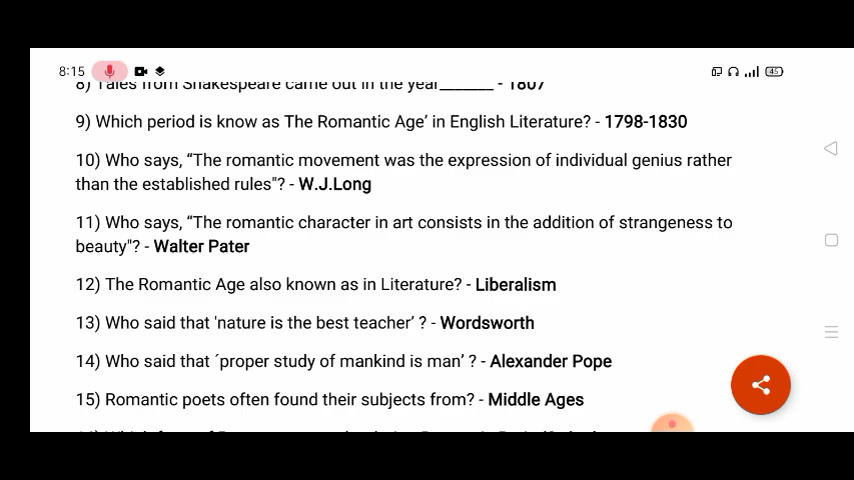 8:15
45
8) Tales from Shakespeare came out in the year_______ - 1807
9) Which period is know as The Romantic Age’ in English Literature? - 1798-1830
10) Who says, “The romantic movement was the expression of individual genius rather
than the established rules"? - W.J.Long
11) Who says, “The romantic character in art consists in the addition of strangeness to
beauty"? - Walter Pater
12) The Romantic Age also known as in Literature? - Liberalism
13) Who said that 'nature is the best teacher’ ? - Wordsworth
14) Who said that ´proper study of mankind is man’ ? - Alexander Pope
15) Romantic poets often found their subjects from? - Middle Ages